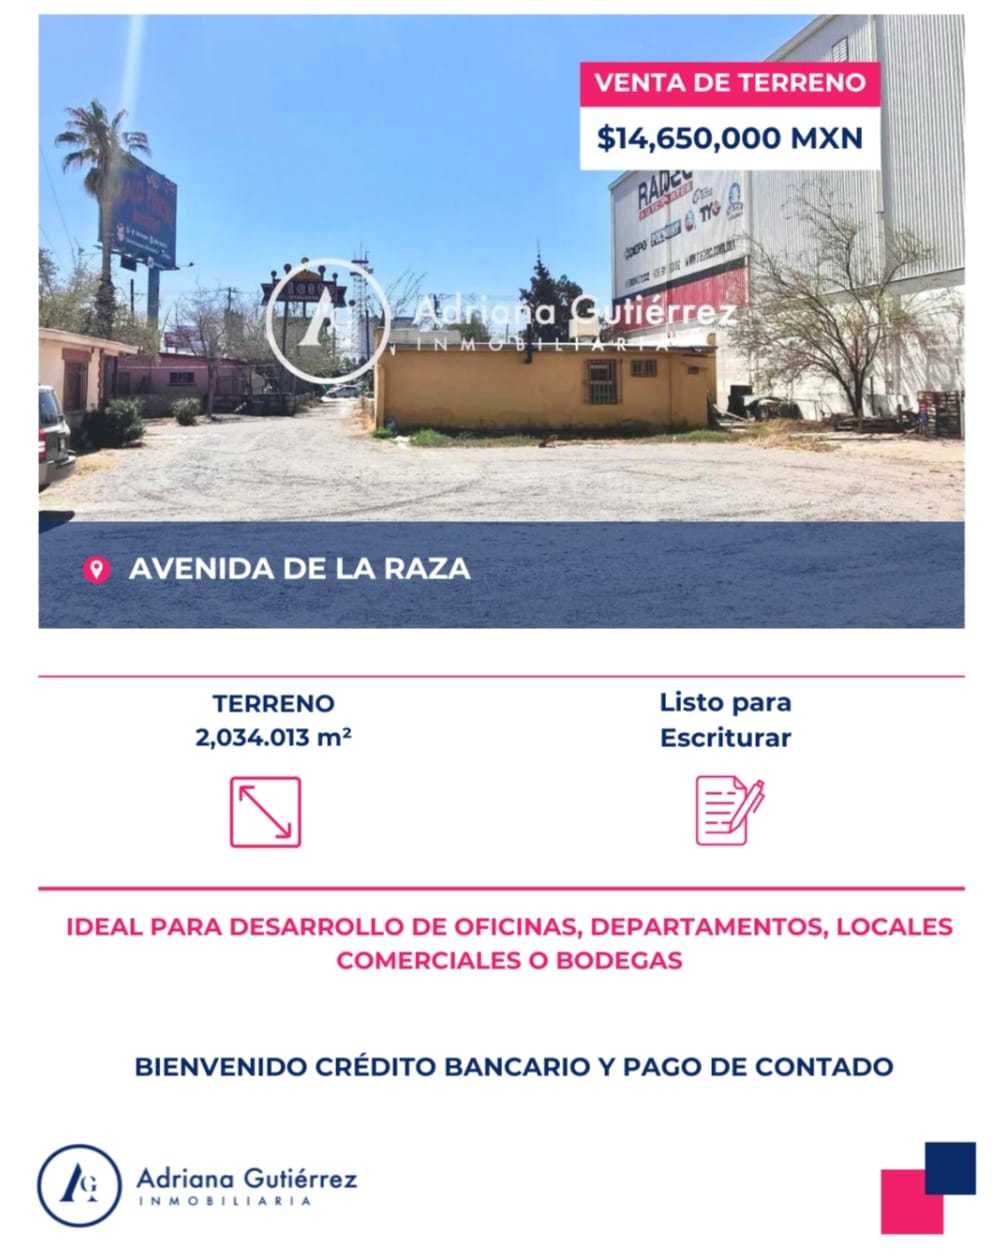 VENTA DE TERRENO
$14,650,000 MXN
RADEC
Adriana Gutiérrez
INMOBILIARIA
AVENIDA DE LA RAZA
TERRENO
2,034.013 m²
Listo para
Escriturar
IDEAL PARA DESARROLLO DE OFICINAS, DEPARTAMENTOS, LOCALES
COMERCIALES O BODEGAS
BIENVENIDO CRÉDITO BANCARIO Y PAGO DE CONTADO
AG
Adriana Gutiérrez
INMOBILIARIA